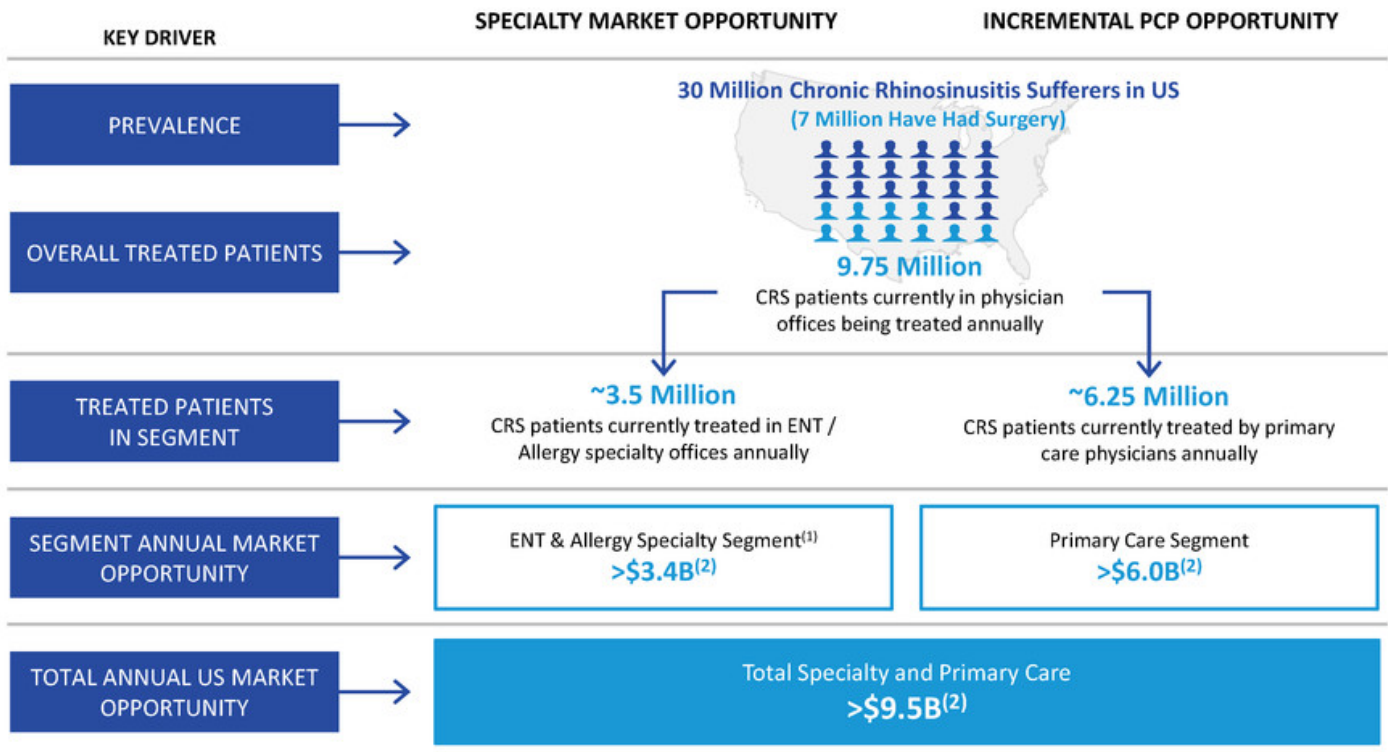 KEY DRIVER
SPECIALTY MARKET OPPORTUNITY
INCREMENTAL PCP OPPORTUNITY
PREVALENCE
30 Million Chronic Rhinosinusitis Sufferers in US
(7 Million Have Had Surgery)
OVERALL TREATED PATIENTS
9.75 Million
CRS patients currently in physician
offices being treated annually
TREATED PATIENTS
IN SEGMENT
~3.5 Million
CRS patients currently treated in ENT /
Allergy specialty offices annually
~6.25 Million
CRS patients currently treated by primary
care physicians annually
SEGMENT ANNUAL MARKET
OPPORTUNITY
ENT & Allergy Specialty Segment(1)
>$3.4B(2)
Primary Care Segment
>$6.0B(2)
TOTAL ANNUAL US MARKET
OPPORTUNITY
Total Specialty and Primary Care
>$9.5B(2)